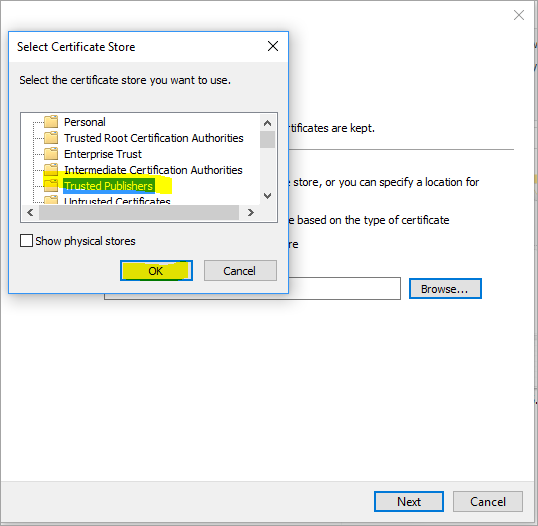 Select Certificate Store
Select the certificate store you want to use.
Personal
Trusted Root Certification Authorities
Enterprise Trust
Intermediate Certification Authorities
Trusted Publishers
Untrusted Certificates
Show physical stores
OK Cancel
rtificates are kept.
e store, or you can specify a location for
e based on the type of certificate
re
Browse...
Next Cancel